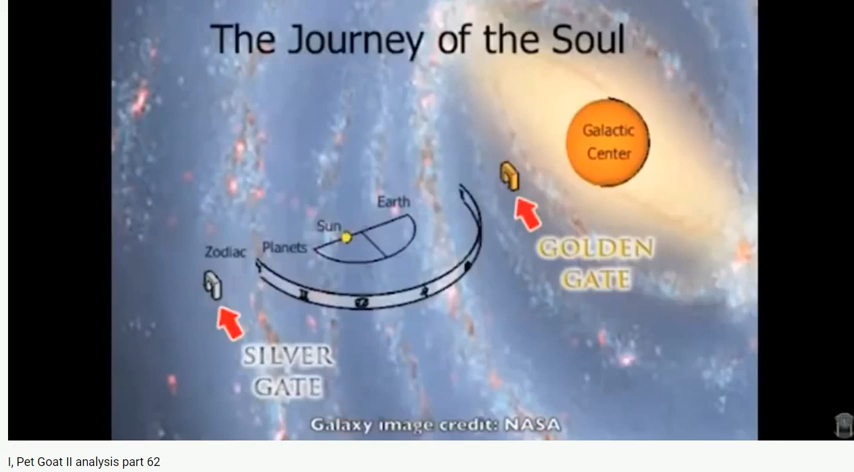 The Journey of the Soul
Galactic
Center
Earth
Sun
Zodiac
Planets
GOLDEN
GATE
SILVER
GATE
Galaxy image credit: NASA
I, Pet Goat II analysis part 62